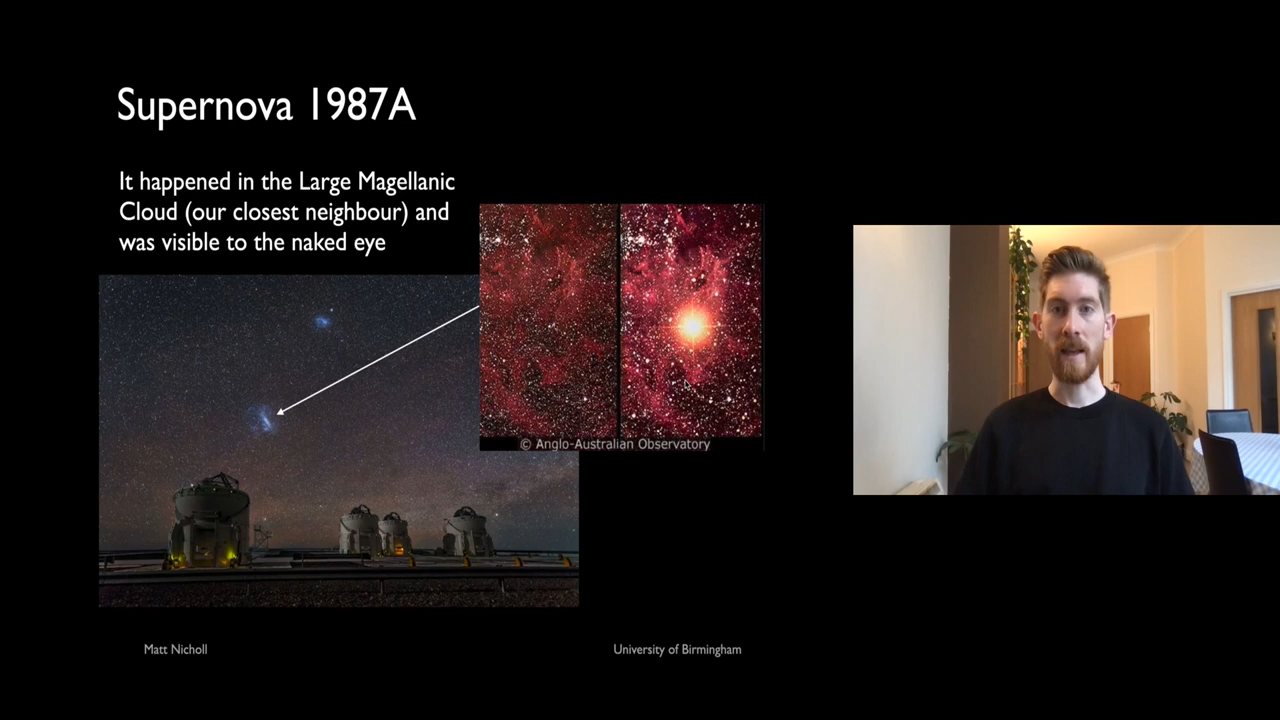 Supernova 1987A
It happened in the Large Magellanic
Cloud (our closest neighbour) and
was visible to the naked eye
© Anglo-Australian Observatory
Matt Nicholl
University of Birmingham